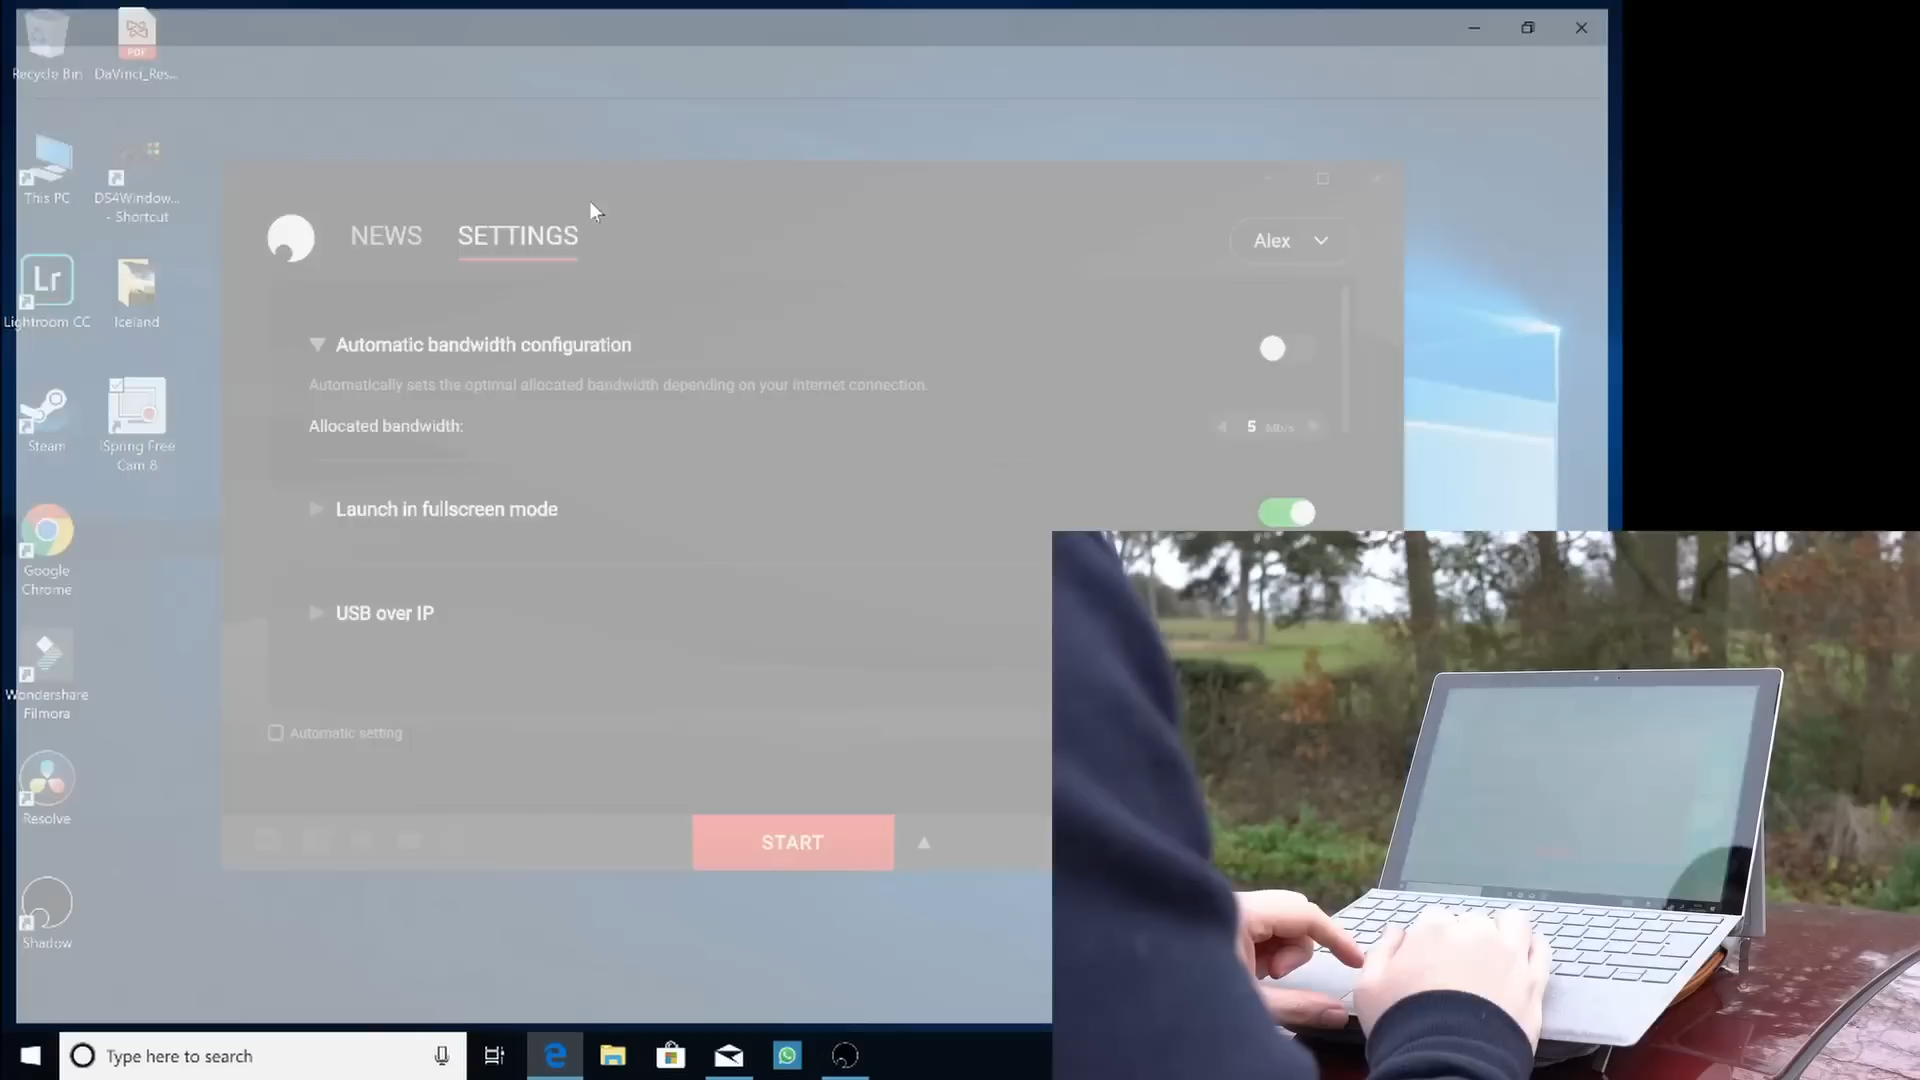 Recycle Bin
DaVinci_Res...
PDF
This PC
DS4Window...
- Shortcut
Lr
Lightroom CC
Iceland
Steam
iSpring Free
Cam 8
Google
Chrome
Wondershare
Filmora
Resolve
Shadow
NEWS
SETTINGS
Alex
Automatic bandwidth configuration
Automatically sets the optimal allocated bandwidth depending on your internet connection.
Allocated bandwidth:
5 Mb/s
Launch in fullscreen mode
USB over IP
Automatic setting
START
Type here to search